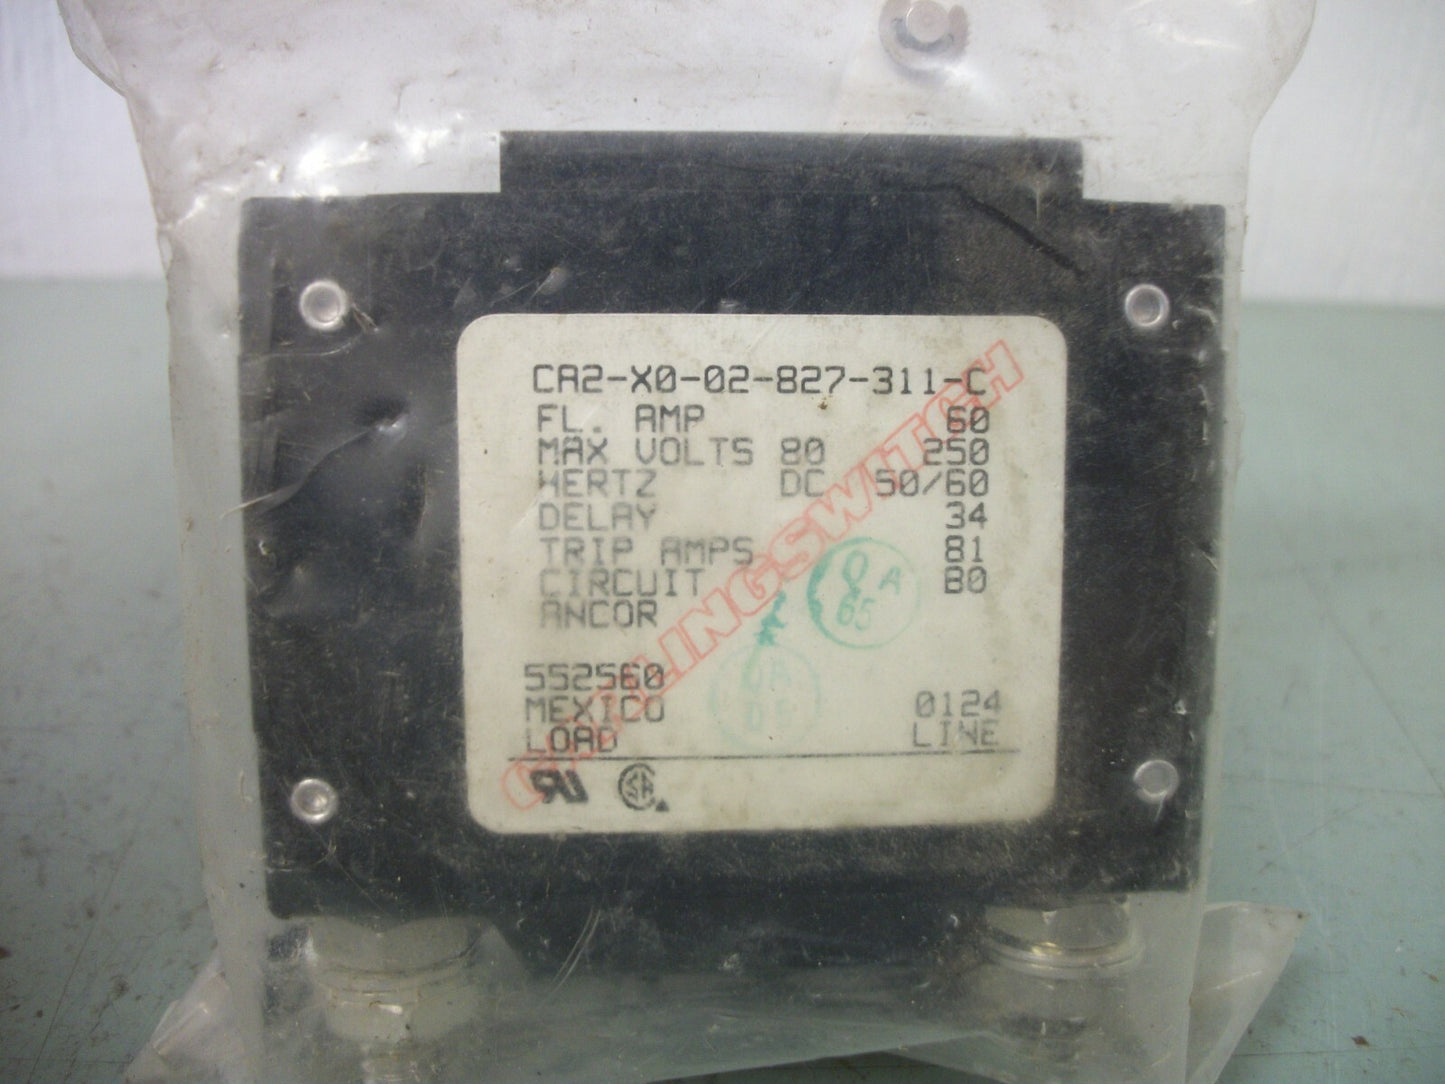 CA2-X0-02-827-311-C
FL. AMP 60
MAX VOLTS 80 250
HERTZ DC 50/60
DELAY 34
TRIP AMPS 81
CIRCUIT B0
ANCOR
552560
MEXICO 0124
LOAD LINE
CARLINGSWITCH
A
65